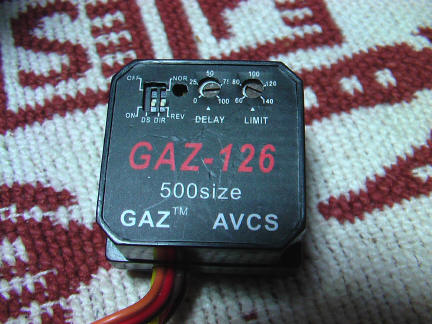 OFF NOR 25 50 75 80 100 120
0 100 60 140
ON DS DIR REV DELAY LIMIT
GAZ-126
500size
GAZ™ AVCS